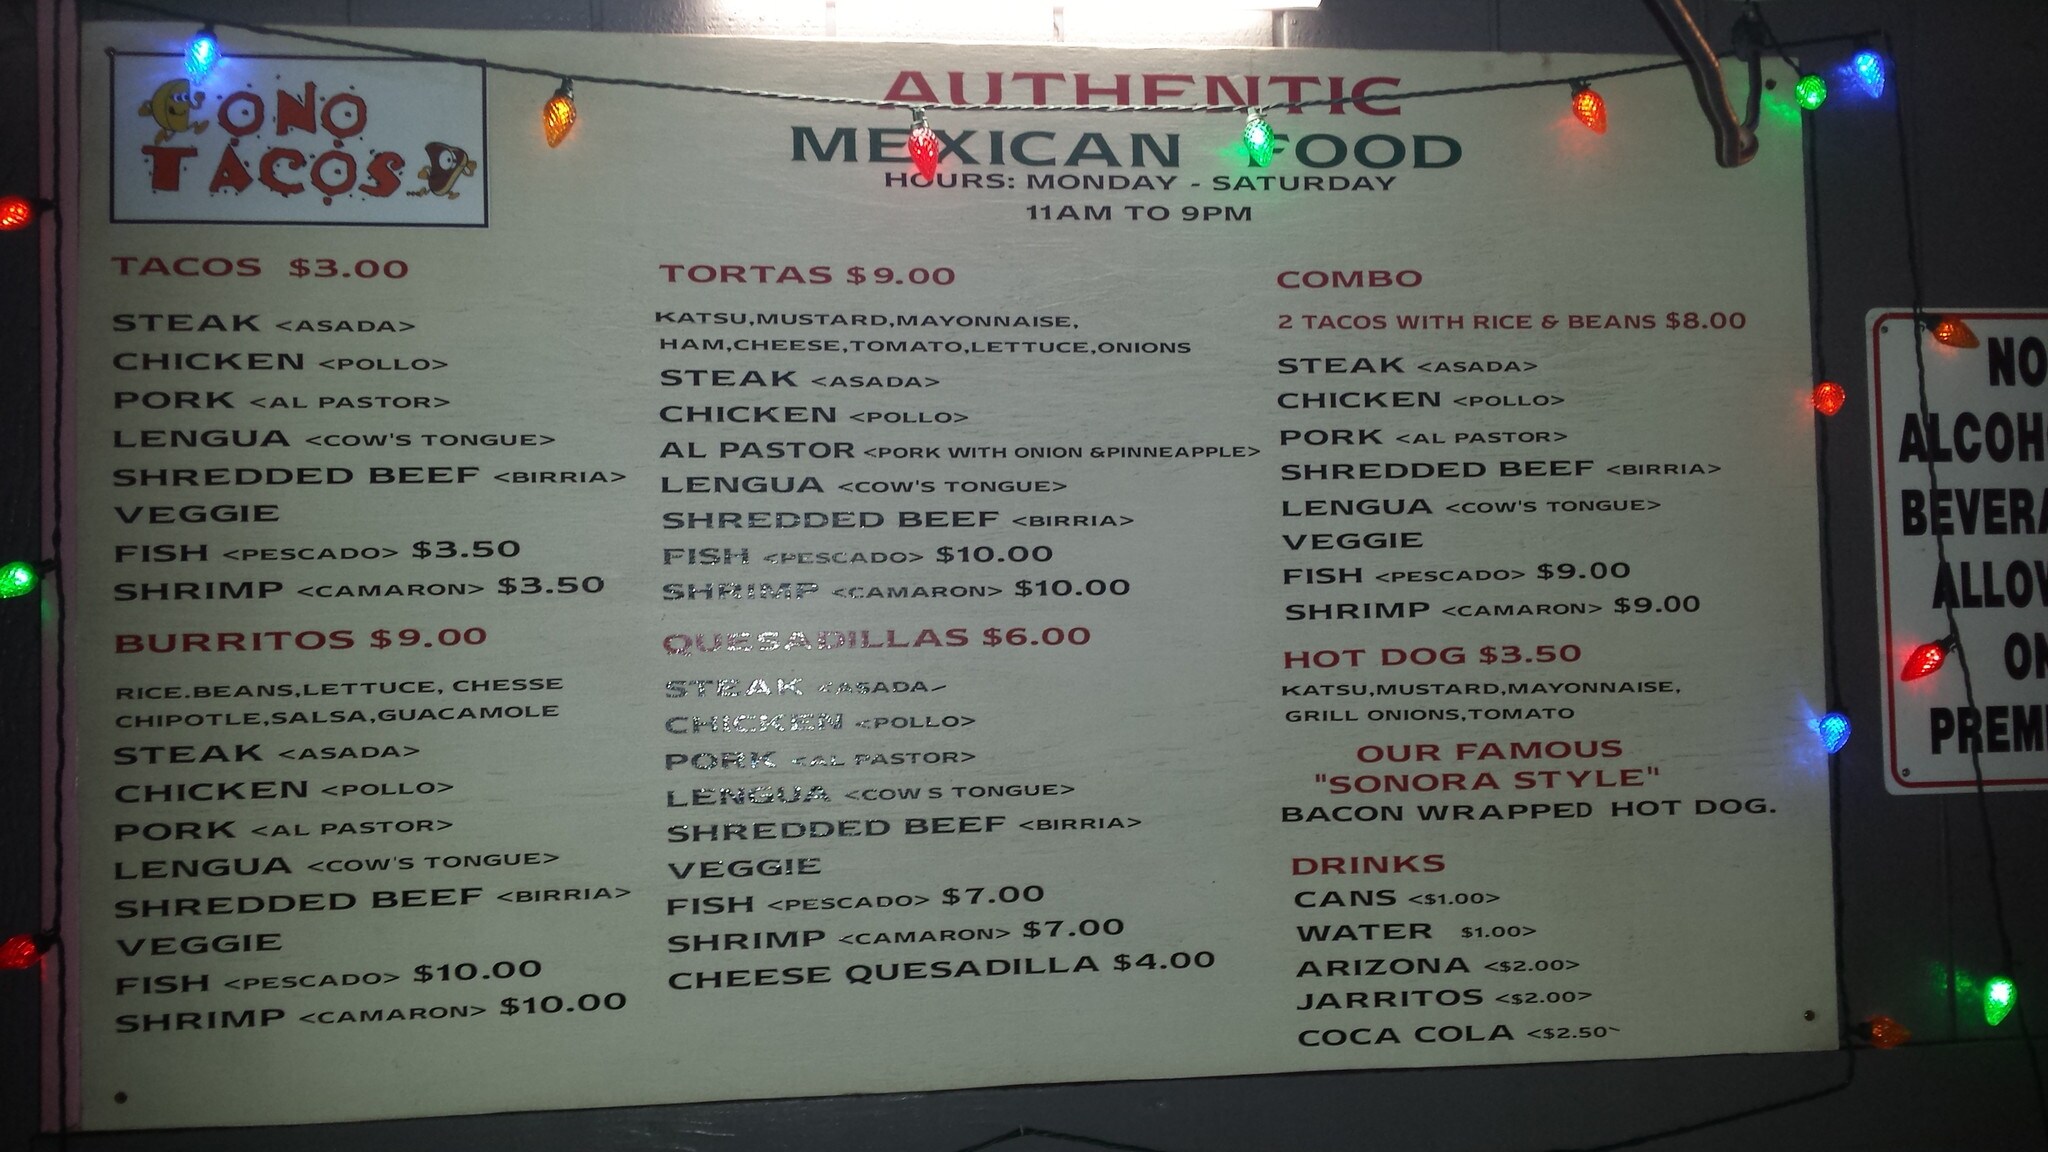 ONO
TACOS
AUTHENTIC
MEXICAN FOOD
HOURS: MONDAY - SATURDAY
11AM TO 9PM
TACOS $3.00
STEAK <ASADA>
CHICKEN <POLLO>
PORK <AL PASTOR>
LENGUA <COW'S TONGUE>
SHREDDED BEEF <BIRRIA>
VEGGIE
FISH <PESCADO> $3.50
SHRIMP <CAMARON> $3.50
BURRITOS $9.00
RICE.BEANS,LETTUCE, CHESSE
CHIPOTLE,SALSA,GUACAMOLE
STEAK <ASADA>
CHICKEN <POLLO>
PORK <AL PASTOR>
LENGUA <COW'S TONGUE>
SHREDDED BEEF <BIRRIA>
VEGGIE
FISH <PESCADO> $10.00
SHRIMP <CAMARON> $10.00
TORTAS $9.00
KATSU,MUSTARD,MAYONNAISE,
HAM,CHEESE,TOMATO,LETTUCE,ONIONS
STEAK <ASADA>
CHICKEN <POLLO>
AL PASTOR <PORK WITH ONION &PINNEAPPLE>
LENGUA <COW'S TONGUE>
SHREDDED BEEF <BIRRIA>
FISH <PESCADO> $10.00
SHRIMP <CAMARON> $10.00
QUESADILLAS $6.00
STEAK <ASADA>
CHICKEN <POLLO>
PORK <AL PASTOR>
LENGUA <COW'S TONGUE>
SHREDDED BEEF <BIRRIA>
VEGGIE
FISH <PESCADO> $7.00
SHRIMP <CAMARON> $7.00
CHEESE QUESADILLA $4.00
COMBO
2 TACOS WITH RICE & BEANS $8.00
STEAK <ASADA>
CHICKEN <POLLO>
PORK <AL PASTOR>
SHREDDED BEEF <BIRRIA>
LENGUA <COW'S TONGUE>
VEGGIE
FISH <PESCADO> $9.00
SHRIMP <CAMARON> $9.00
HOT DOG $3.50
KATSU,MUSTARD,MAYONNAISE,
GRILL ONIONS,TOMATO
OUR FAMOUS
"SONORA STYLE"
BACON WRAPPED HOT DOG.
DRINKS
CANS <$1.00>
WATER $1.00>
ARIZONA <$2.00>
JARRITOS <$2.00>
COCA COLA <$2.50>
NO
ALCOH
BEVERA
ALLOW
ON
PREMI